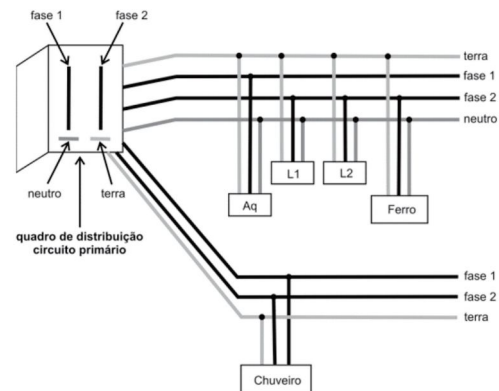 fase 1
fase 2
neutro
terra
quadro de distribuição
circuito primário
terra
fase 1
fase 2
neutro
Aq
L1
L2
Ferro
fase 1
fase 2
terra
Chuveiro